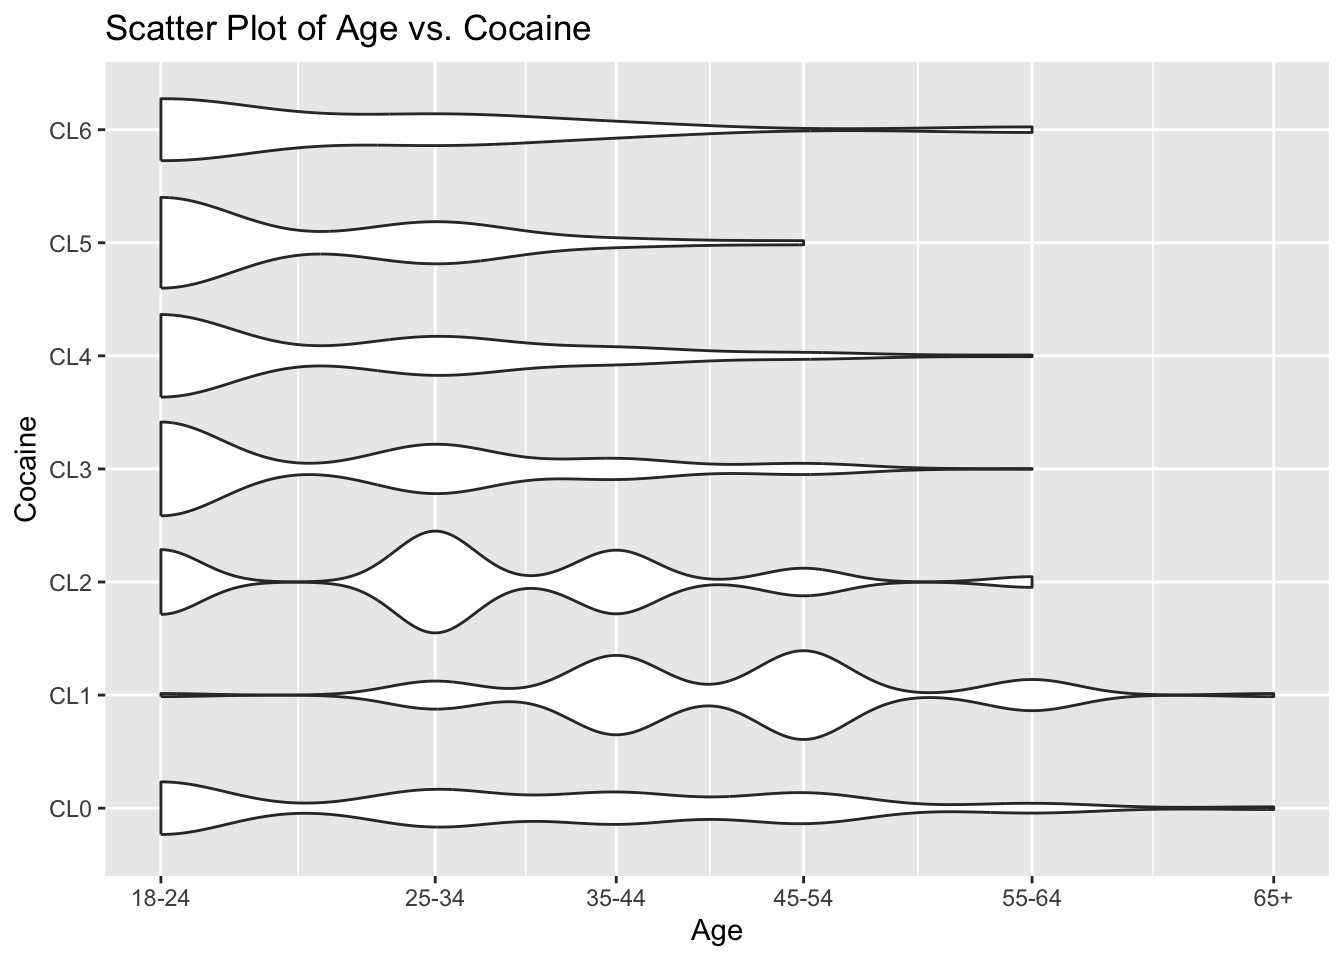 Scatter Plot of Age vs. Cocaine
CL6
CL5
CL4
CL3
CL2
CL1
CL0
Cocaine
18-24 25-34 35-44 45-54 55-64 65+
Age